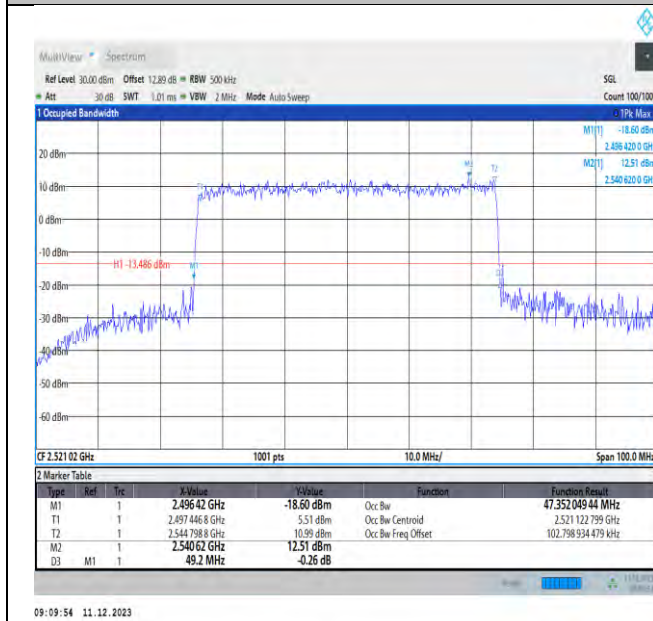 MultiView Spectrum
Ref Level 30.00 dBm Offset 12.89 dB RBW 500 kHz SGL
Att 30 dB SWT 1.01 ms VBW 2 MHz Mode Auto Sweep Count 100/100
1 Occupied Bandwidth 1Pk Max
M1[1] -18.60 dBm
2.496 420 0 GH
M2[1] 12.51 dBm
2.540 620 0 GH
20 dBm
10 dBm
0 dBm
-10 dBm
H1 -13.486 dBm
-20 dBm
-30 dBm
-40 dBm
-50 dBm
-60 dBm
M1
M2
T2
CF 2.521 02 GHz 1001 pts 10.0 MHz/ Span 100.0 MHz
2 Marker Table
Type Ref Trc X-Value Y-Value Function Function Result
M1 1 2.496 42 GHz -18.60 dBm Occ Bw 47.352 049 44 MHz
T1 1 2.497 446 8 GHz 5.51 dBm Occ Bw Centroid 2.521 122 799 GHz
T2 1 2.544 798 8 GHz 10.99 dBm Occ Bw Freq Offset 102.798 934 479 kHz
M2 1 2.540 62 GHz 12.51 dBm
D3 M1 1 49.2 MHz -0.26 dB
09:09:54 11.12.2023